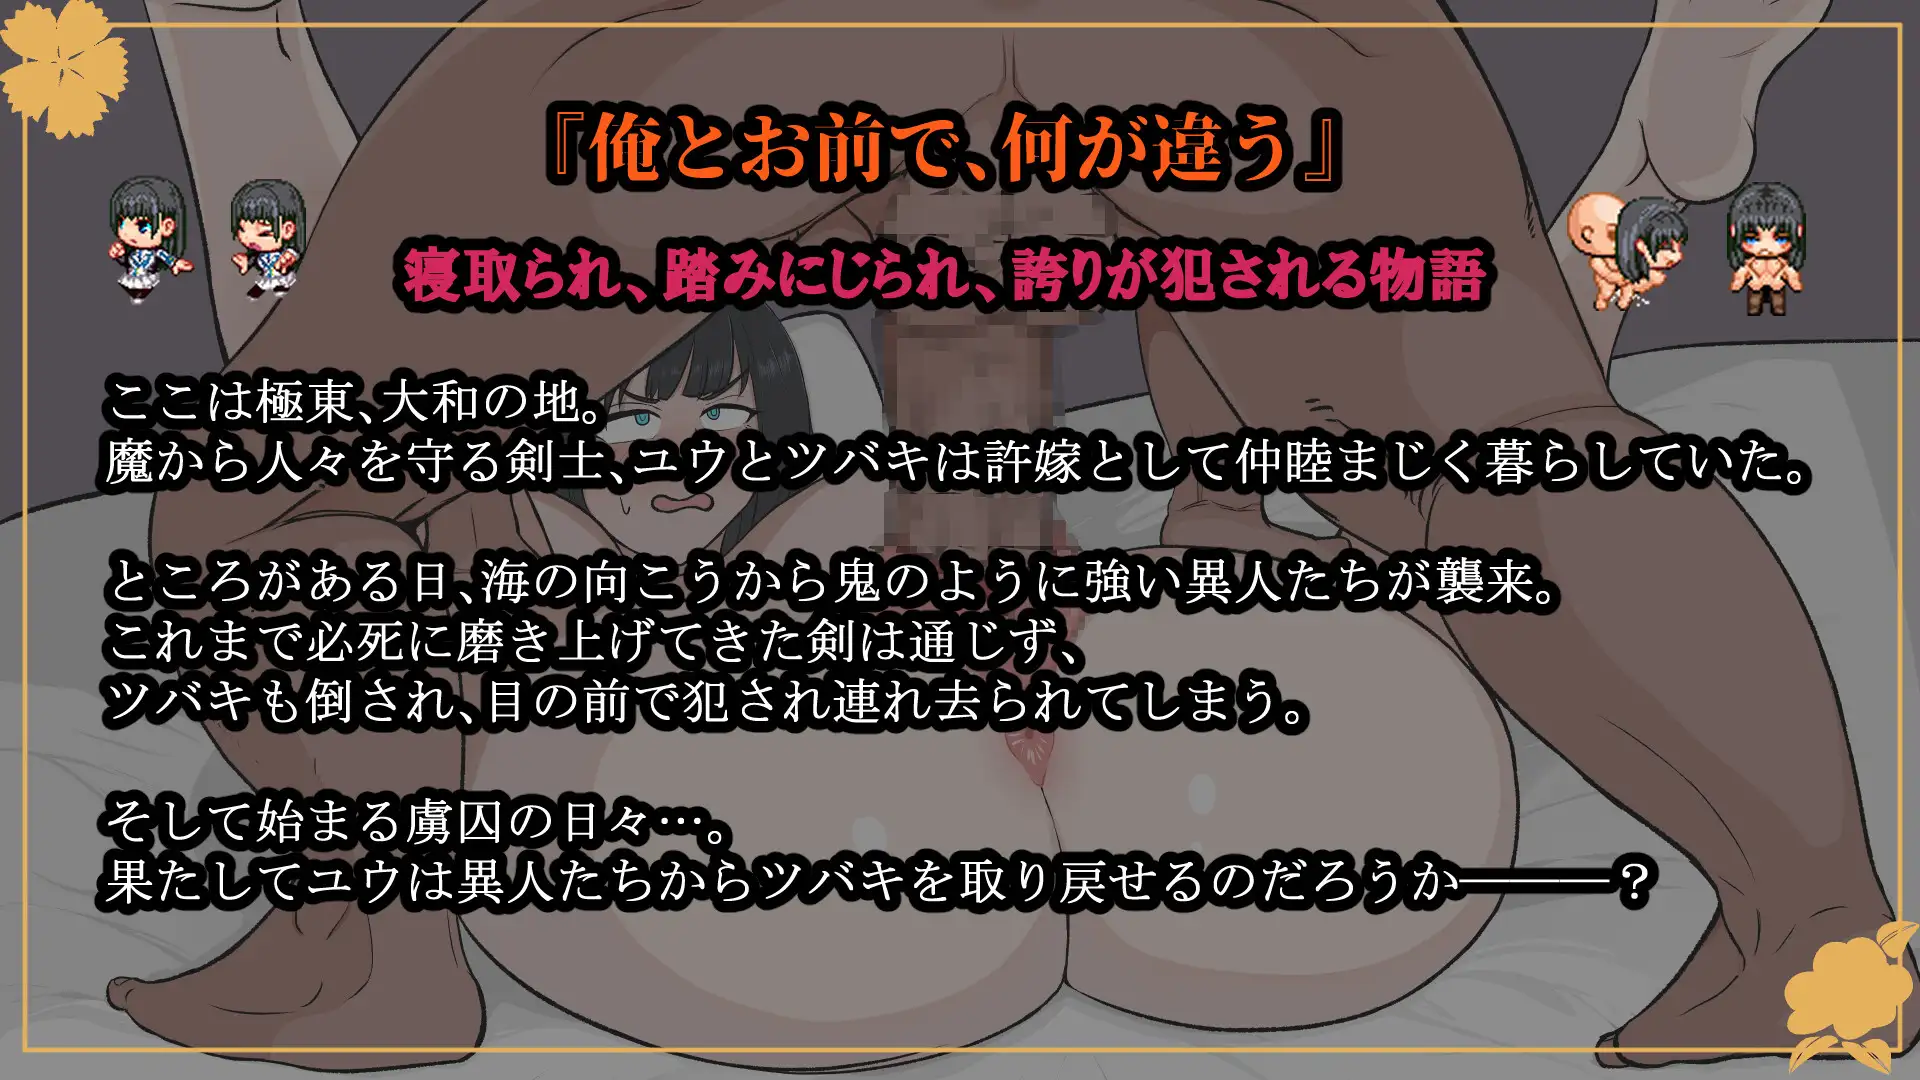 『俺とお前で、何が違う』
寝取られ、踏みにじられ、誇りが犯される物語
ここは極東、大和の地。
魔から人々を守る剣士、ユウとツバキは許嫁として仲睦まじく暮らしていた。
ところがある日、海の向こうから鬼のように強い異人たちが襲来。
これまで必死に磨き上げてきた剣は通じず、
ツバキも倒され、目の前で犯され連れ去られてしまう。
そして始まる虜囚の日々…。
果たしてユウは異人たちからツバキを取り戻せるのだろうか―――？